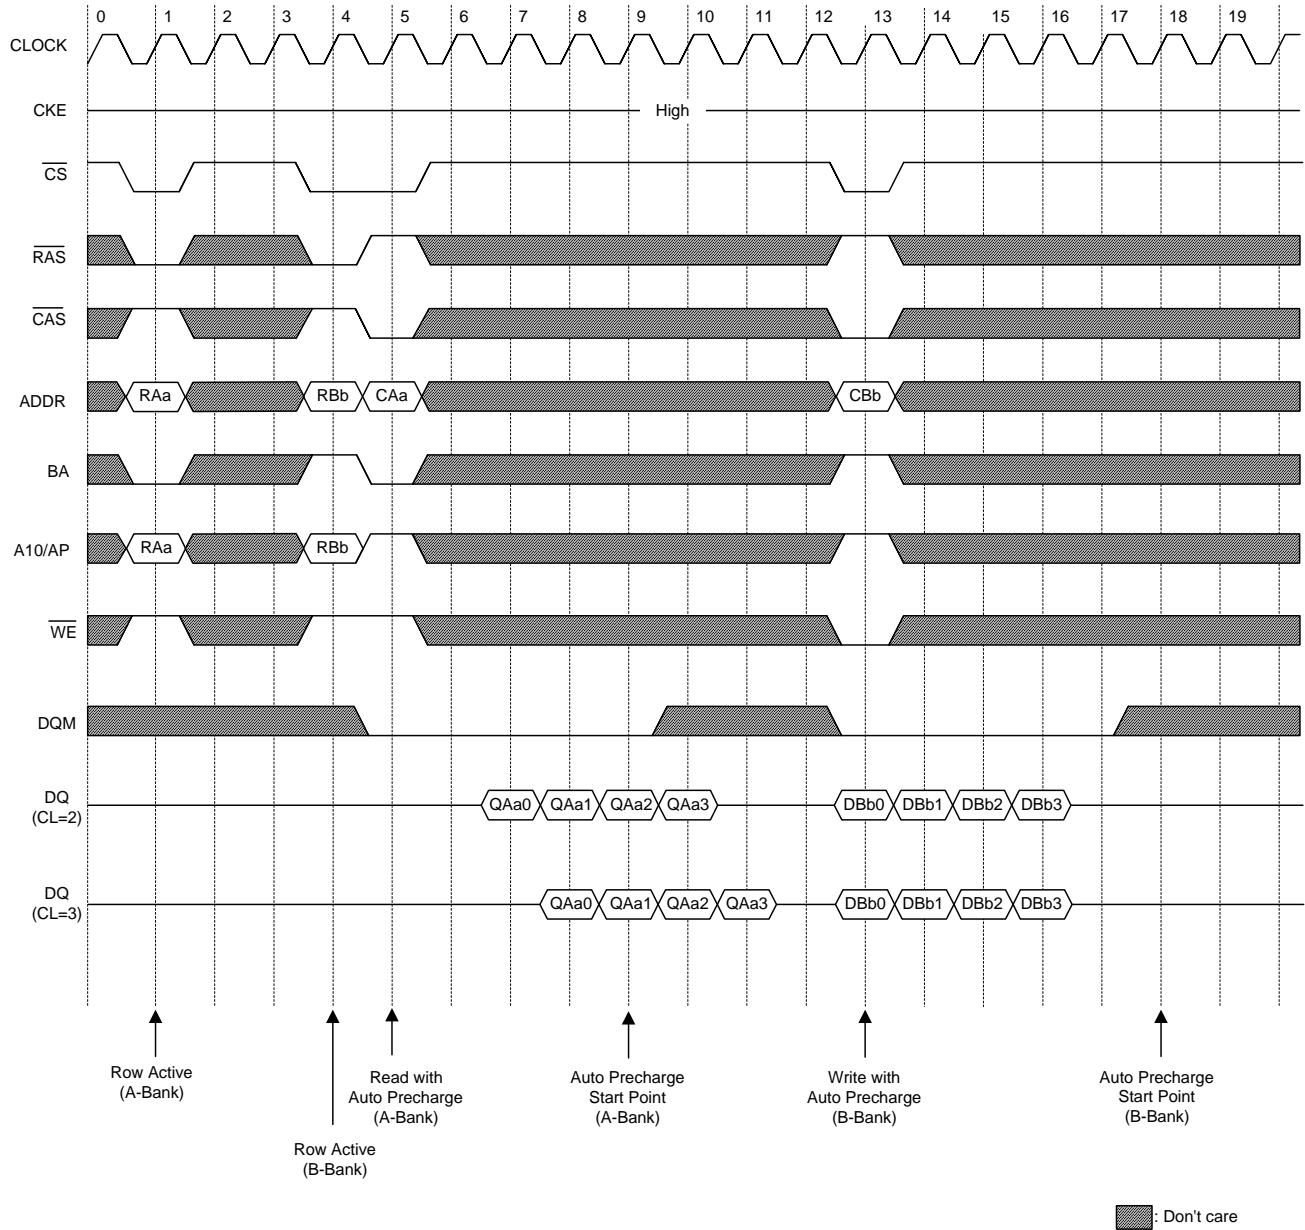 0 1 2 3 4 5 6 7 8 9 10 11 12 13 14 15 16 17 18 19
CLOCK
CKE High
CS
RAS
CAS
ADDR RAa RBb CAa CBb
BA
A10/AP RAa RBb
WE
DQM
DQ
(CL=2)
QAa0 QAa1 QAa2 QAa3 DBb0 DBb1 DBb2 DBb3
DQ
(CL=3)
QAa0 QAa1 QAa2 QAa3 DBb0 DBb1 DBb2 DBb3
Row Active
(A-Bank)
Row Active
(B-Bank)
Read with
Auto Precharge
(A-Bank)
Auto Precharge
Start Point
(A-Bank)
Write with
Auto Precharge
(B-Bank)
Auto Precharge
Start Point
(B-Bank)
: Don't care